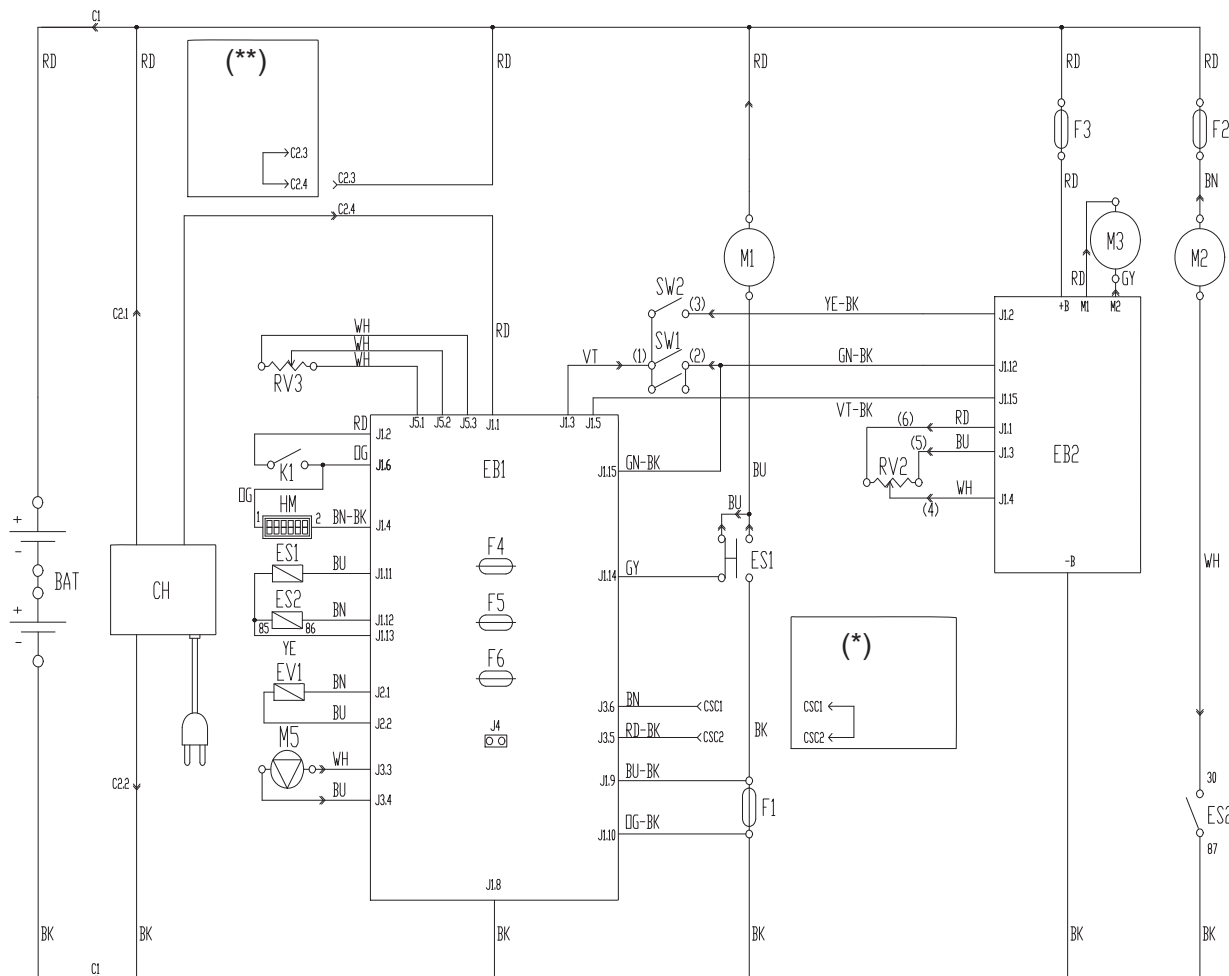 C1
RD
RD
(**)
RD
RD
RD
RD
C2.3
C2.4
C2.3
C2.4
F3
F2
RD
BN
M1
M3
M2
RD
GY
C2.1
SW2
(3)
YE-BK
+B
M1
M2
J1.2
WH
WH
WH
RD
RV3
SW1
VT
(1)
(2)
GN-BK
J1.12
J1.15
VT-BK
J5.1
J5.2
J5.3
J1.1
J1.3
J1.5
(6)
RD
J1.1
RD
J1.2
(5)
BU
J1.3
EB2
OG
J1.6
K1
EB1
GN-BK
J1.15
BU
RV2
WH
J1.4
(4)
OG
HM
1
2
BN-BK
J1.4
BU
+
-
BAT
+
-
CH
ES1
BU
J1.11
F4
GY
J1.14
ES1
-B
WH
ES2
BN
J1.12
85
86
J1.13
YE
F5
(*)
EV1
BN
J2.1
F6
BU
J2.2
J3.6
BN
CSC1
CSC1
J4
J3.5
RD-BK
CSC2
CSC2
BK
M5
WH
J3.3
BU
J3.4
C2.2
J1.9
BU-BK
F1
J1.10
OG-BK
30
ES2
87
J1.8
BK
BK
BK
BK
BK
BK
C1